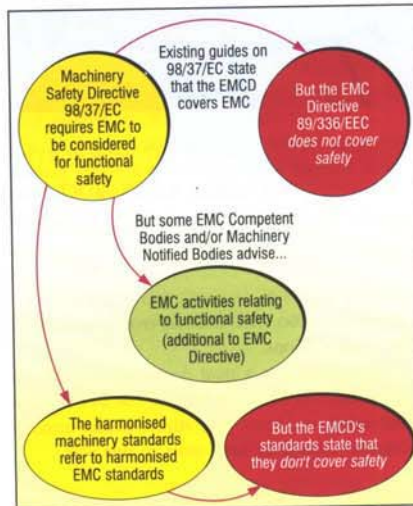 Machinery
Safety Directive
98/37/EC
requires EMC to
be considered
for functional
safety
Existing guides on
98/37/EC state
that the EMCD
covers EMC
But the EMC
Directive
89/336/EEC
does not cover
safety
But some EMC Competent
Bodies and/or Machinery
Notified Bodies advise...
EMC activities relating
to functional safety
(additional to EMC
Directive)
The harmonised
machinery standards
refer to harmonised
EMC standards
But the EMCD's
standards state that
they don't cover safety